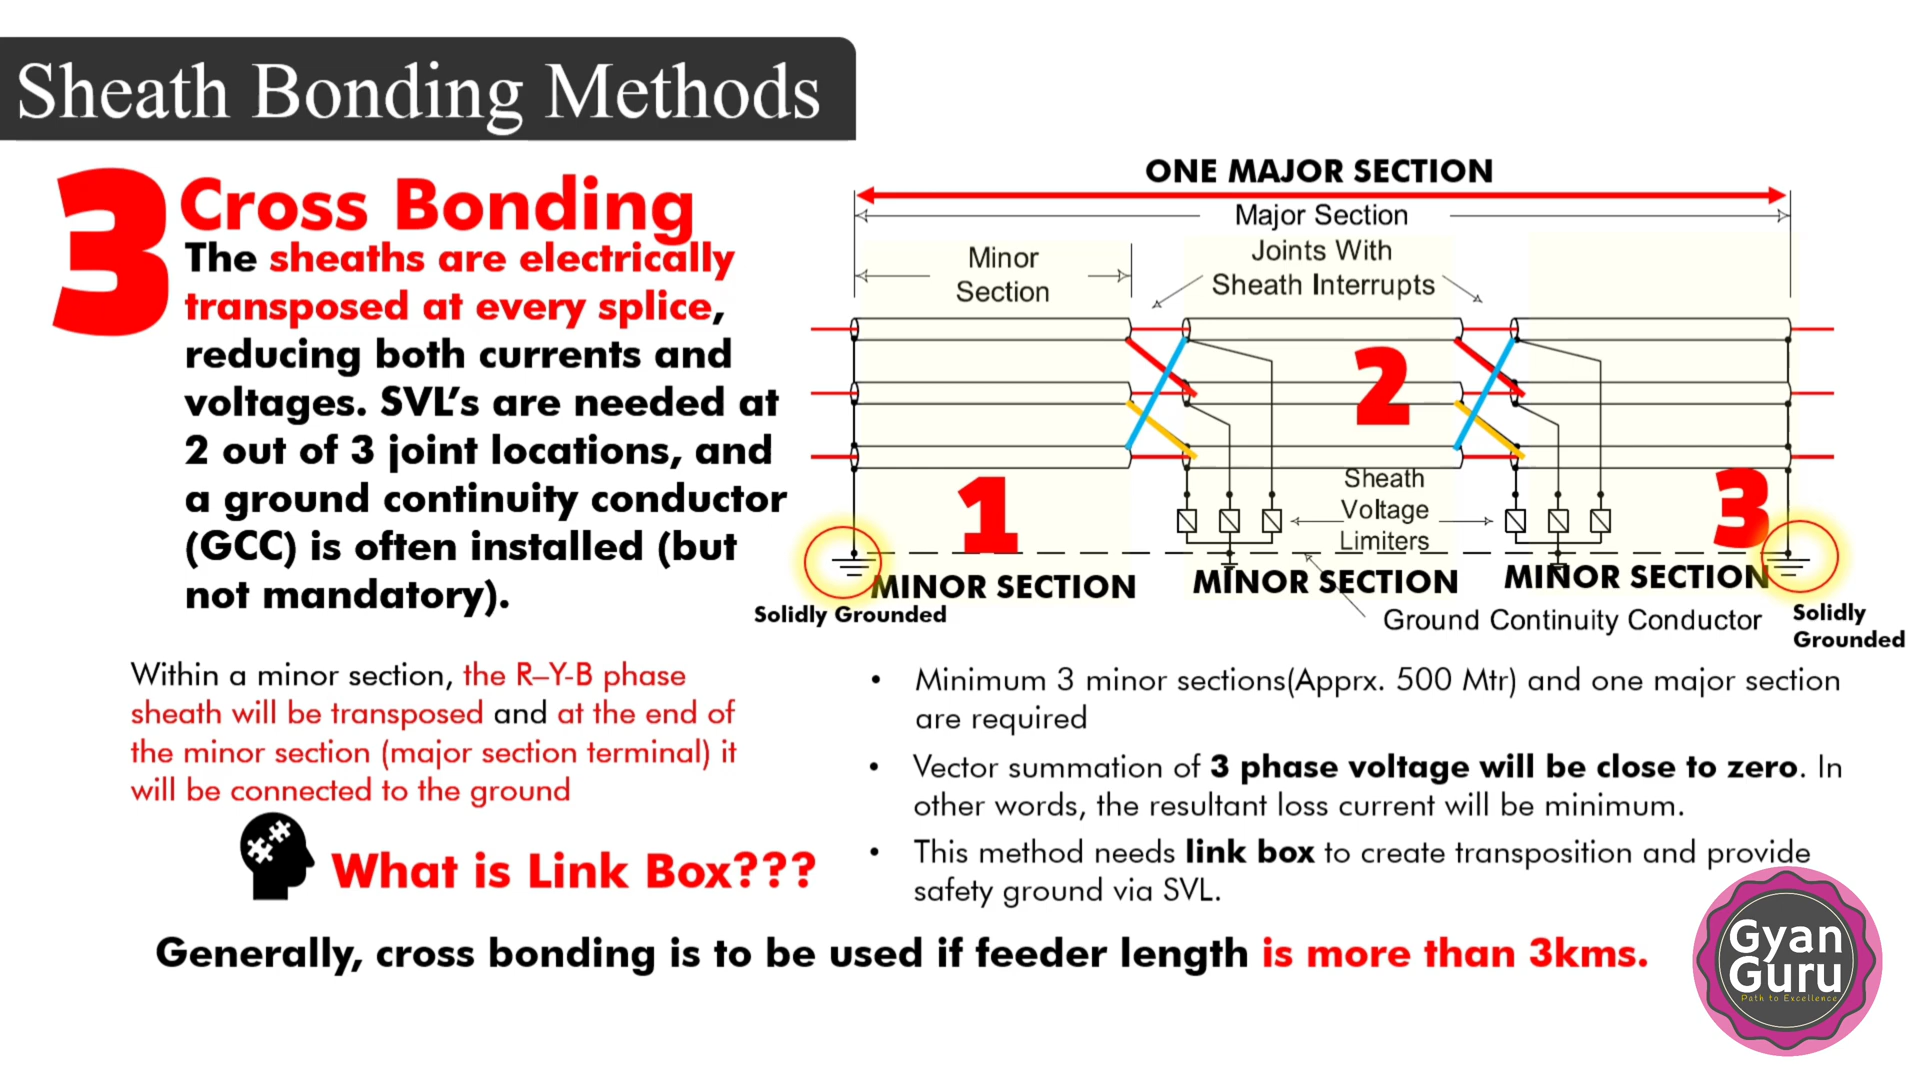 Sheath Bonding Methods
3
Cross Bonding
The sheaths are electrically
transposed at every splice,
reducing both currents and
voltages. SVL’s are needed at
2 out of 3 joint locations, and
a ground continuity conductor
(GCC) is often installed (but
not mandatory).
ONE MAJOR SECTION
Major Section
Minor
Section
Joints With
Sheath Interrupts
1
2
3
Sheath
Voltage
Limiters
MINOR SECTION
MINOR SECTION
MINOR SECTION
Solidly Grounded
Ground Continuity Conductor
Solidly
Grounded
Within a minor section, the R–Y-B phase
sheath will be transposed and at the end of
the minor section (major section terminal) it
will be connected to the ground
• Minimum 3 minor sections(Apprx. 500 Mtr) and one major section
are required
• Vector summation of 3 phase voltage will be close to zero. In
other words, the resultant loss current will be minimum.
• This method needs link box to create transposition and provide
safety ground via SVL.
What is Link Box???
Generally, cross bonding is to be used if feeder length is more than 3kms.
Gyan
Guru
Path to Excellence